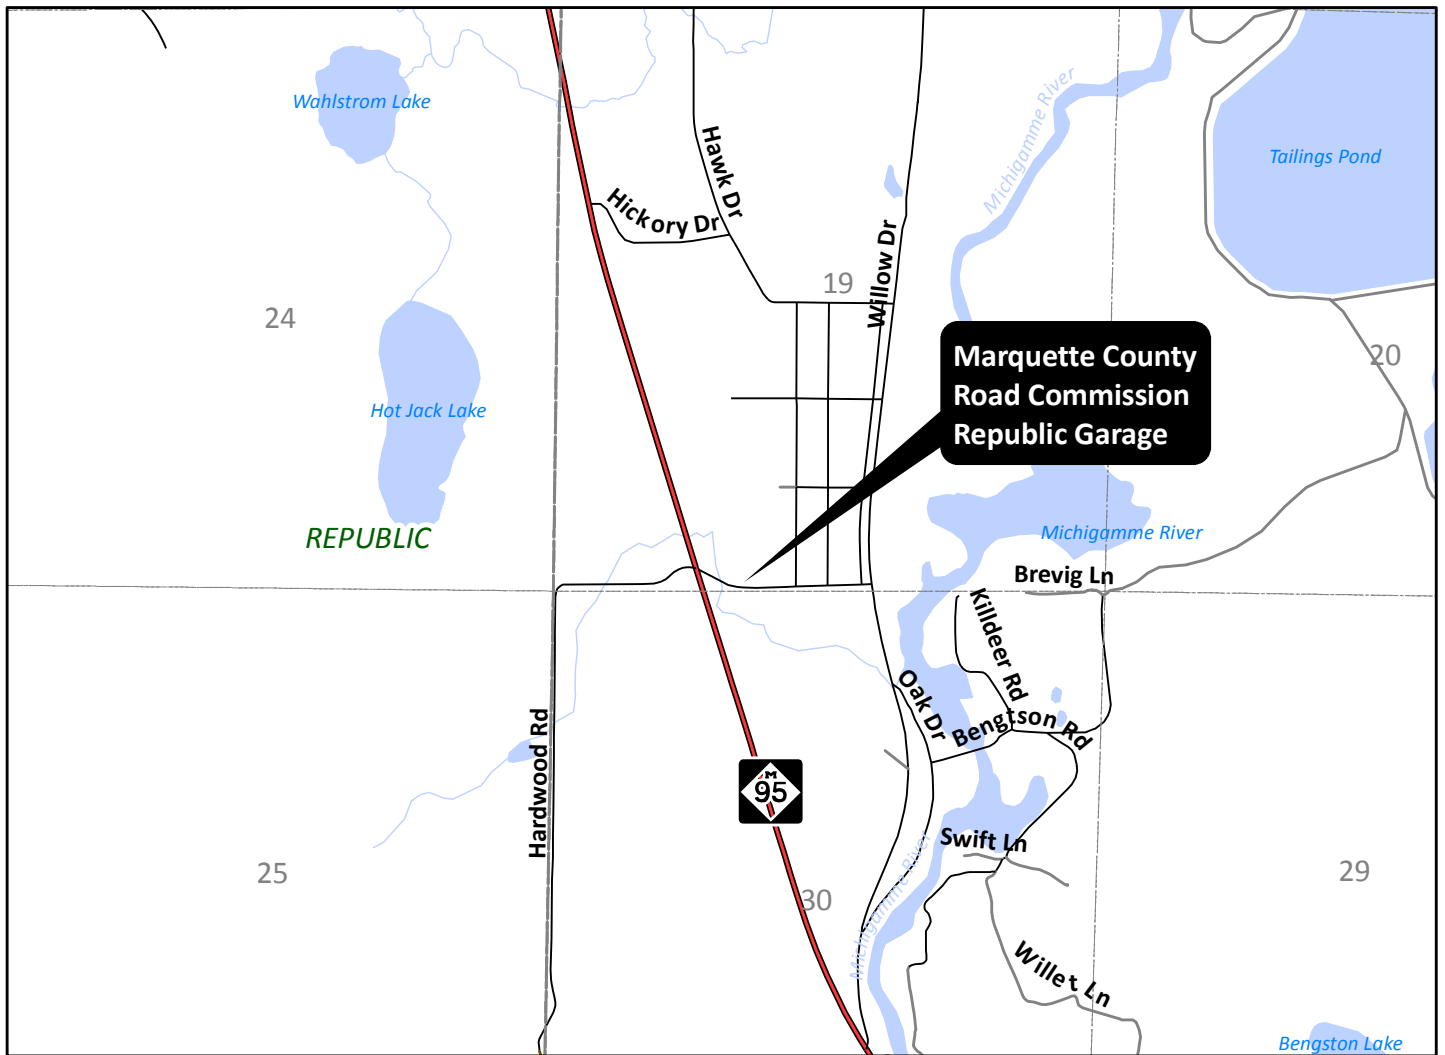 Wahlstrom Lake
Michigamme River
Tailings Pond
Hawk Dr
Hickory Dr
Willow Dr
19
24
20
Marquette County
Road Commission
Republic Garage
Hot Jack Lake
REPUBLIC
Michigamme River
Brevig Ln
Killdeer Rd
Oak Dr
Bengtson Rd
Hardwood Rd
M
95
Swift Ln
Michigamme River
25
30
29
Willet Ln
Bengston Lake